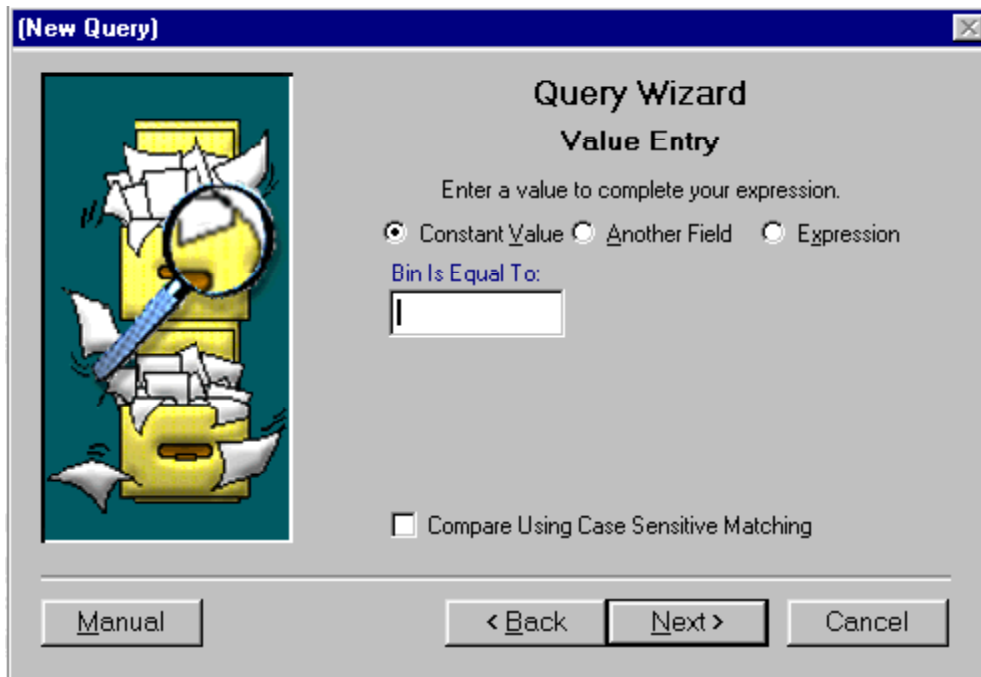 (New Query)
Query Wizard
Value Entry
Enter a value to complete your expression.
Constant Value Another Field Expression
Bin Is Equal To:
Compare Using Case Sensitive Matching
Manual < Back Next > Cancel